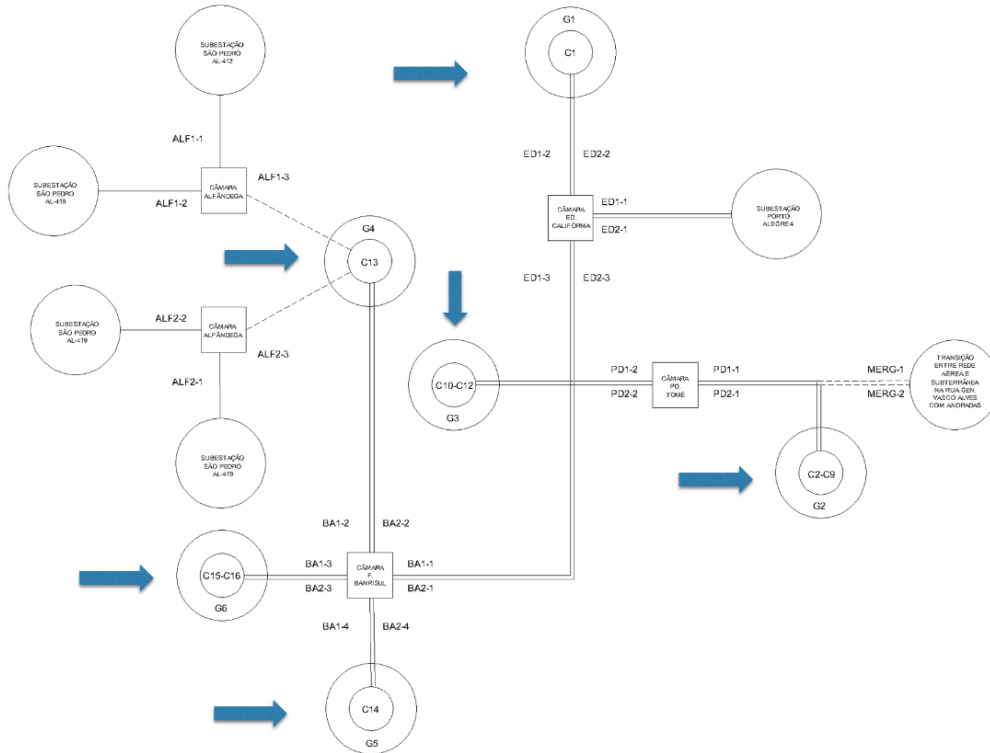 SUBESTAÇÃO
SÃO PEDRO
AL-412
G1
C1
ALF1-1
ED1-2
ED2-2
SUBESTAÇÃO
SÃO PEDRO
AL-419
ALF1-2
CÂMARA
ALFÂNDEGA
ALF1-3
CÂMARA
ED.
CALIFÓRNIA
ED1-1
ED2-1
SUBESTAÇÃO
PORTO
ALEGRE 4
G4
C13
ED1-3
ED2-3
SUBESTAÇÃO
SÃO PEDRO
AL-419
ALF2-2
CÂMARA
ALFÂNDEGA
ALF2-3
ALF2-1
C10-C12
G3
PD1-2
PD2-2
CÂMARA
PD.
TOMÉ
PD1-1
PD2-1
MERG-1
MERG-2
TRANSIÇÃO
ENTRE REDE
AÉREA E
SUBTERRÂNEA
NA RUA GEN.
VASCO ALVES
COM ANDRADAS
SUBESTAÇÃO
SÃO PEDRO
AL-419
C2-C9
G2
BA1-2
BA2-2
C15-C16
G6
BA1-3
BA2-3
CÂMARA
F.
BANRISUL
BA1-1
BA2-1
BA1-4
BA2-4
C14
G5